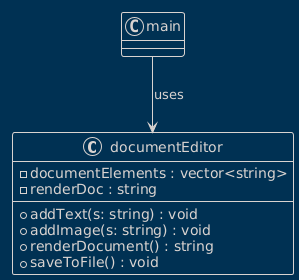 C main
uses
C documentEditor
documentElements : vector<string>
renderDoc : string
addText(s: string) : void
addImage(s: string) : void
renderDocument() : string
saveToFile() : void